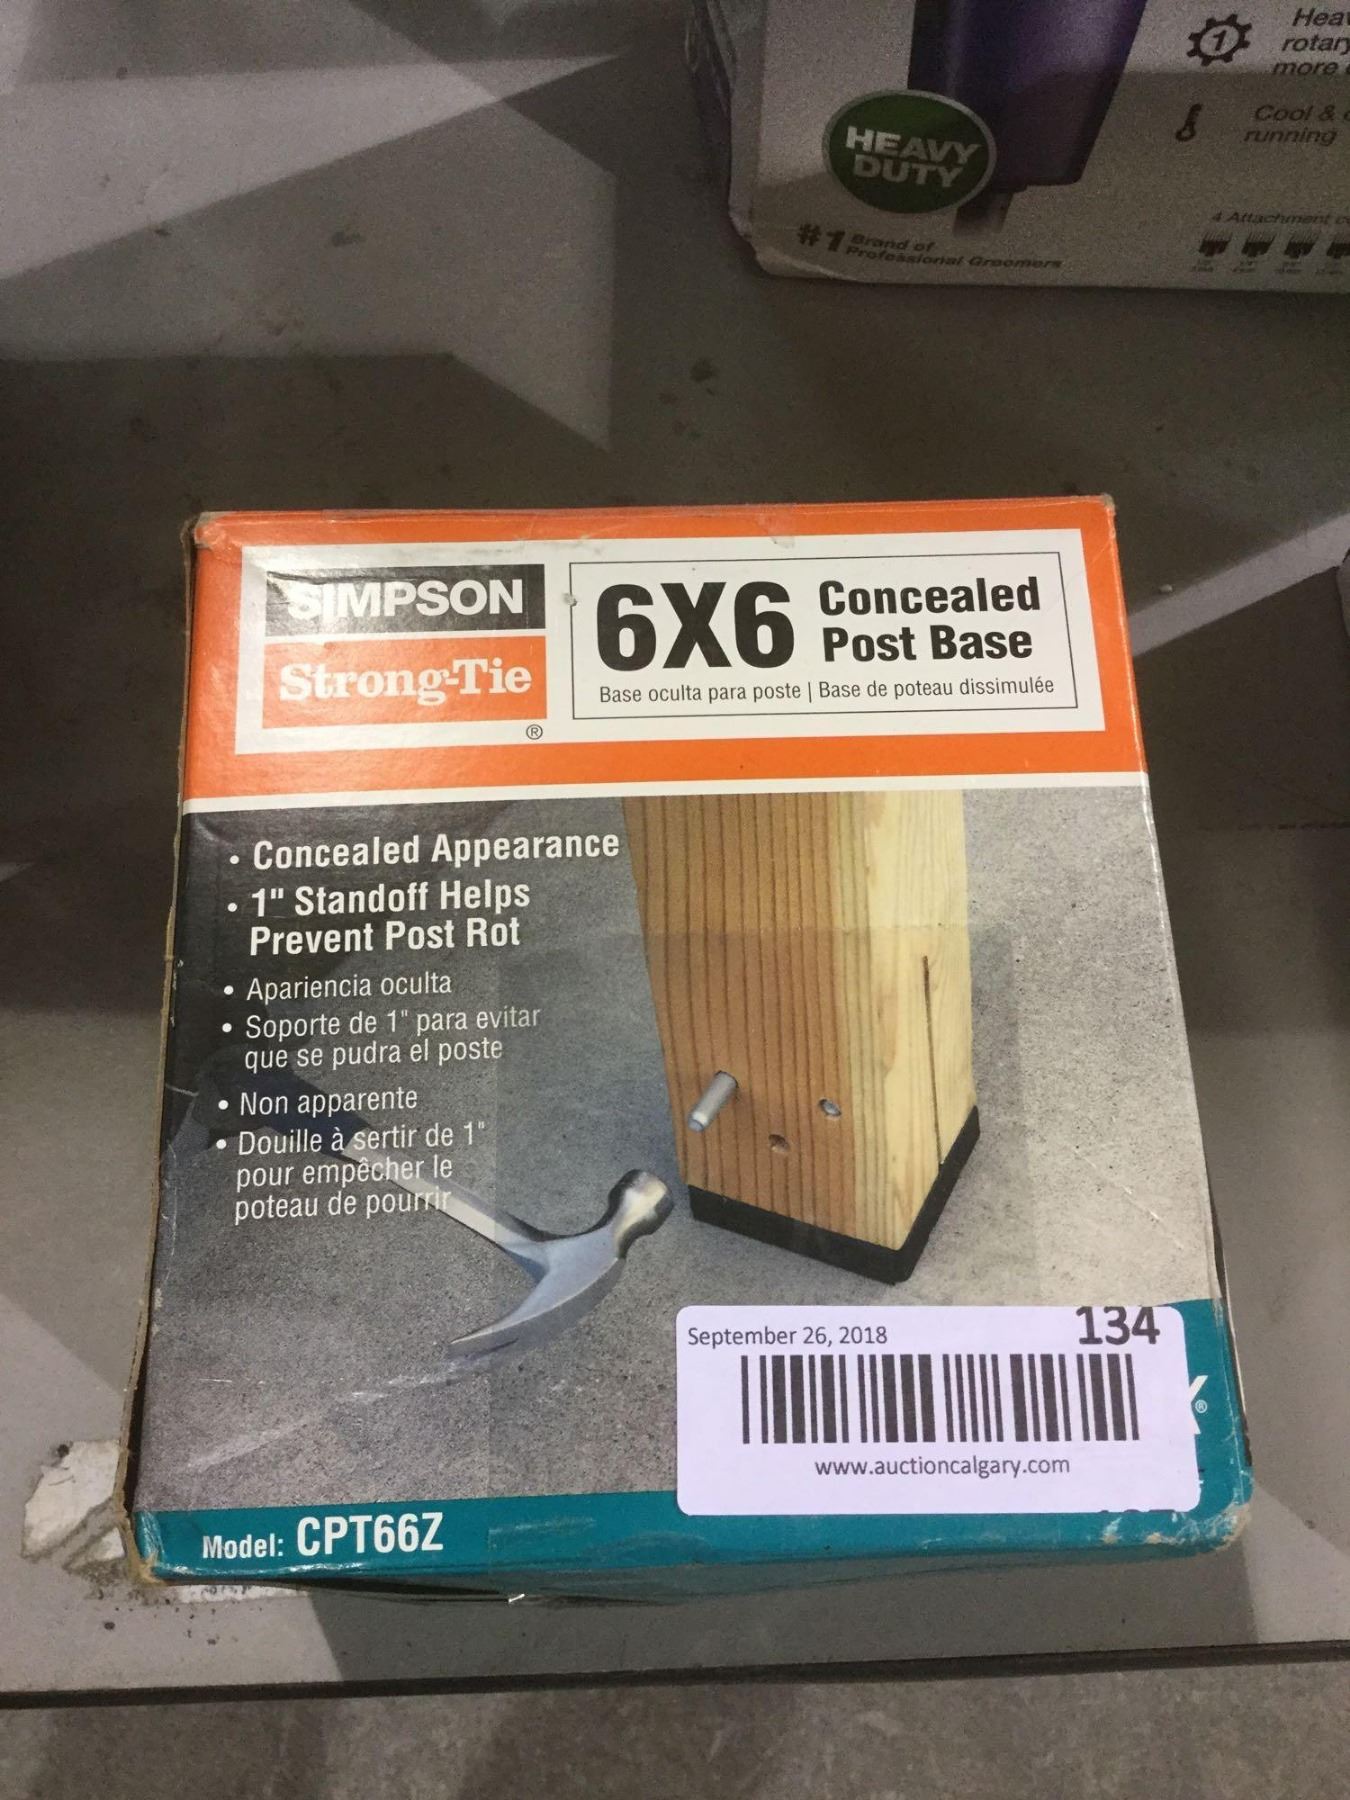 1
rotary
more
Cool &
running
HEAVY
DUTY
4 Attachment
#1 Brand of
Professional Groomers
SIMPSON
Strong-Tie
®
6X6 Concealed
Post Base
Base oculta para poste | Base de poteau dissimulée
• Concealed Appearance
• 1" Standoff Helps
Prevent Post Rot
• Apariencia oculta
• Soporte de 1" para evitar
que se pudra el poste
• Non apparente
• Douille à sertir de 1"
pour empêcher le
poteau de pourrir
September 26, 2018 134
www.auctioncalgary.com
®
Model: CPT66Z